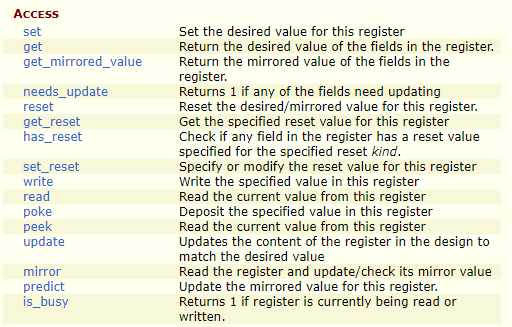 ACCESS
set Set the desired value for this register
get Return the desired value of the fields in the register.
get_mirrored_value Return the mirrored value of the fields in the
register.
needs_update Returns 1 if any of the fields need updating
reset Reset the desired/mirrored value for this register.
get_reset Get the specified reset value for this register
has_reset Check if any field in the register has a reset value
specified for the specified reset kind.
set_reset Specify or modify the reset value for this register
write Write the specified value in this register
read Read the current value from this register
poke Deposit the specified value in this register
peek Read the current value from this register
update Updates the content of the register in the design to
match the desired value
mirror Read the register and update/check its mirror value
predict Update the mirrored value for this register.
is_busy Returns 1 if register is currently being read or
written.